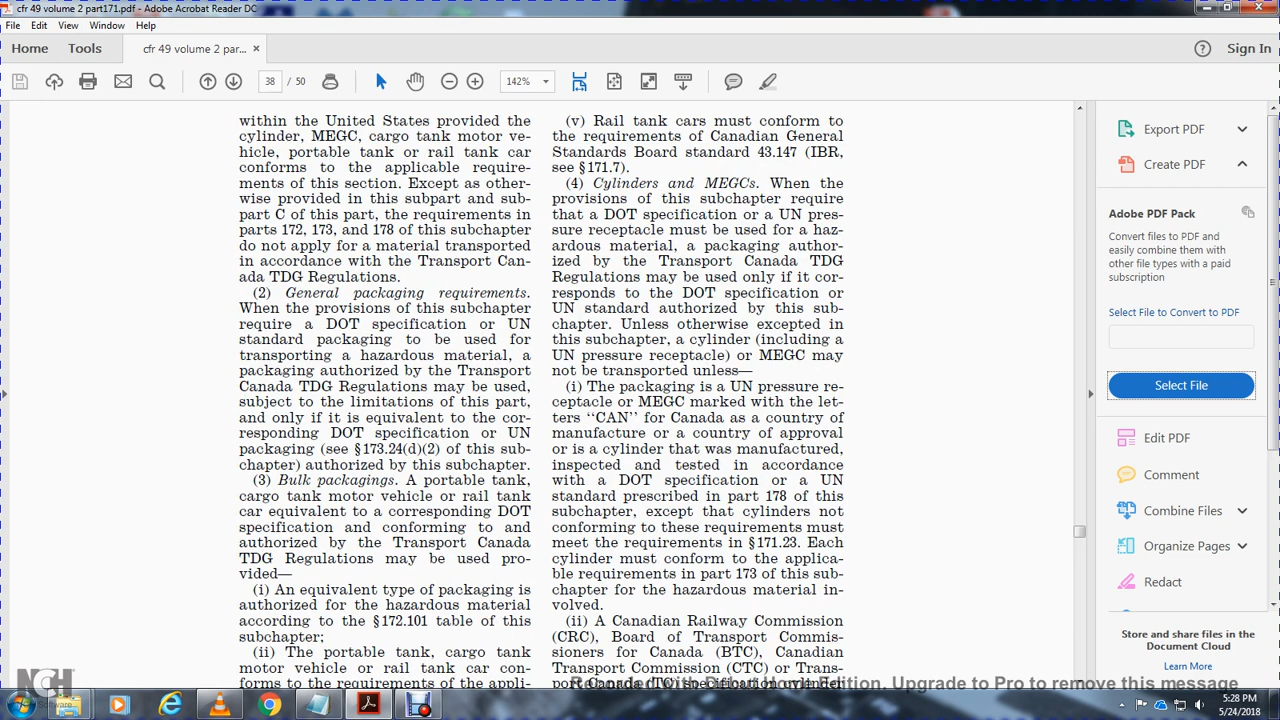 cfr 49 volume 2 part171.pdf - Adobe Acrobat Reader DC
File Edit View Window Help
Home Tools cfr 49 volume 2 par... × Sign In
38 / 50 142%
within the United States provided the
cylinder, MEGC, cargo tank motor ve-
hicle, portable tank or rail tank car
conforms to the applicable require-
ments of this section. Except as other-
wise provided in this subpart and sub-
part C of this part, the requirements in
parts 172, 173, and 178 of this subchapter
do not apply for a material transported
in accordance with the Transport Can-
ada TDG Regulations.
(2) General packaging requirements.
When the provisions of this subchapter
require a DOT specification or UN
standard packaging to be used for
transporting a hazardous material, a
packaging authorized by the Transport
Canada TDG Regulations may be used,
subject to the limitations of this part,
and only if it is equivalent to the cor-
responding DOT specification or UN
packaging (see §173.24(d)(2) of this sub-
chapter) authorized by this subchapter.
(3) Bulk packagings. A portable tank,
cargo tank motor vehicle or rail tank
car equivalent to a corresponding DOT
specification and conforming to and
authorized by the Transport Canada
TDG Regulations may be used pro-
vided—
(i) An equivalent type of packaging is
authorized for the hazardous material
according to the §172.101 table of this
subchapter;
(ii) The portable tank, cargo tank
motor vehicle or rail tank car con-
forms to the requirements of the appli-
(v) Rail tank cars must conform to
the requirements of Canadian General
Standards Board standard 43.147 (IBR,
see §171.7).
(4) Cylinders and MEGCs. When the
provisions of this subchapter require
that a DOT specification or a UN pres-
sure receptacle must be used for a haz-
ardous material, a packaging author-
ized by the Transport Canada TDG
Regulations may be used only if it cor-
responds to the DOT specification or
UN standard authorized by this sub-
chapter. Unless otherwise excepted in
this subchapter, a cylinder (including a
UN pressure receptacle) or MEGC may
not be transported unless—
(i) The packaging is a UN pressure re-
ceptacle or MEGC marked with the let-
ters ‘‘CAN’’ for Canada as a country of
manufacture or a country of approval
or is a cylinder that was manufactured,
inspected and tested in accordance
with a DOT specification or a UN
standard prescribed in part 178 of this
subchapter, except that cylinders not
conforming to these requirements must
meet the requirements in §171.23. Each
cylinder must conform to the applica-
ble requirements in part 173 of this sub-
chapter for the hazardous material in-
volved.
(ii) A Canadian Railway Commission
(CRC), Board of Transport Commis-
sioners for Canada (BTC), Canadian
Transport Commission (CTC) or Trans-
port Canada (TC) specification cylinder
Export PDF
Create PDF
Adobe PDF Pack
Convert files to PDF and
easily combine them with
other file types with a paid
subscription
Select File to Convert to PDF
Select File
Edit PDF
Comment
Combine Files
Organize Pages
Redact
Store and share files in the
Document Cloud
Learn More
NCH
Software
Recorded With Debut Home Edition. Upgrade to Pro to remove this message
5:28 PM
5/24/2018